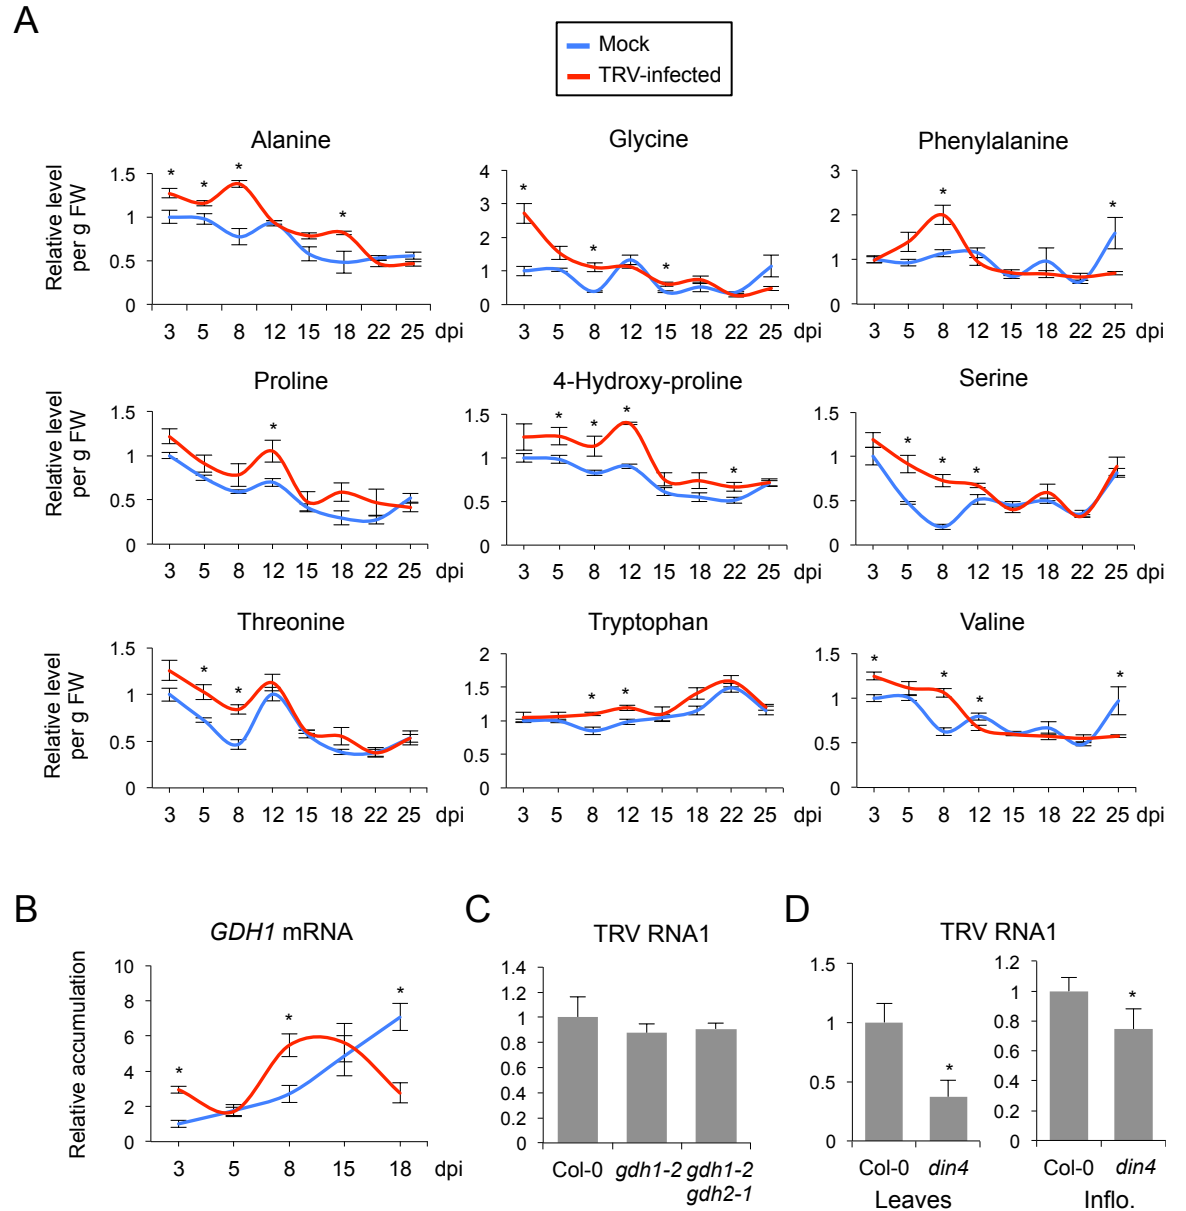 A
Mock
TRV-infected
Alanine
Glycine
Phenylalanine
Relative level
per g FW
1.5
1
0.5
0
* * * *
3 5 8 12 15 18 22 25 dpi
4
3
2
1
0
* * *
3 5 8 12 15 18 22 25 dpi
3
2
1
0
* *
3 5 8 12 15 18 22 25
Proline
4-Hydroxy-proline
Serine
Relative level
per g FW
1.5
1
0.5
0
*
3 5 8 12 15 18 22 25 dpi
1.5
1
0.5
0
* * * *
3 5 8 12 15 18 22 25 dpi
1.5
1
0.5
0
* * *
3 5 8 12 15 18 22 25
Threonine
Tryptophan
Valine
Relative level
per g FW
1.5
1
0.5
0
* *
3 5 8 12 15 18 22 25 dpi
2
1.5
1
0.5
0
* *
3 5 8 12 15 18 22 25 dpi
1.5
1
0.5
0
* * * *
3 5 8 12 15 18 22 25
B
GDH1 mRNA
Relative accumulation
10
8
6
4
2
0
* * *
3 5 8 15 18 dpi
C
TRV RNA1
1.4
1.2
1
0.8
0.6
0.4
0.2
0
Col-0 gdh1-2 gdh1-2
gdh2-1
D
TRV RNA1
1.5
1
0.5
0
*
Col-0 din4
Leaves
1.2
1
0.8
0.6
0.4
0.2
0
*
Col-0 din4
Inflo.